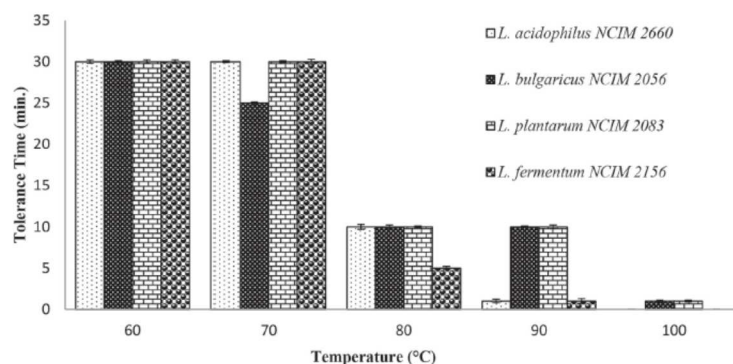 35
30
25
20
15
10
5
0
Tolerance Time (min.)
60 70 80 90 100
Temperature (°C)
L. acidophilus NCIM 2660
L. bulgaricus NCIM 2056
L. plantarum NCIM 2083
L. fermentum NCIM 2156